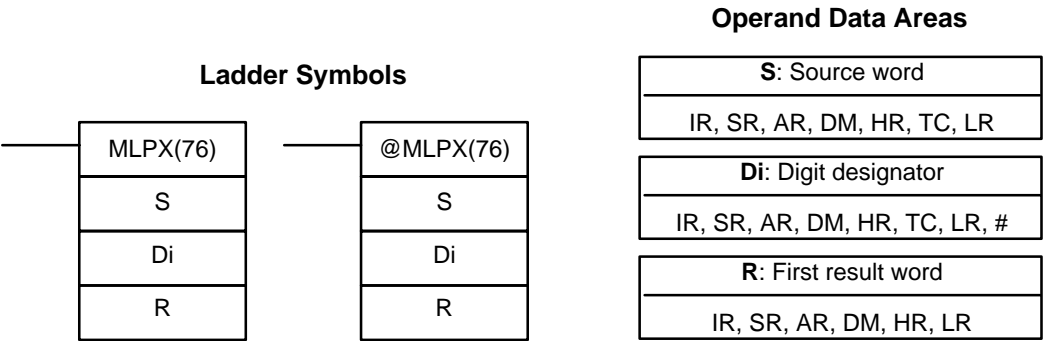 Ladder Symbols
MLPX(76)
S
Di
R
@MLPX(76)
S
Di
R
Operand Data Areas
S: Source word
IR, SR, AR, DM, HR, TC, LR
Di: Digit designator
IR, SR, AR, DM, HR, TC, LR, #
R: First result word
IR, SR, AR, DM, HR, LR